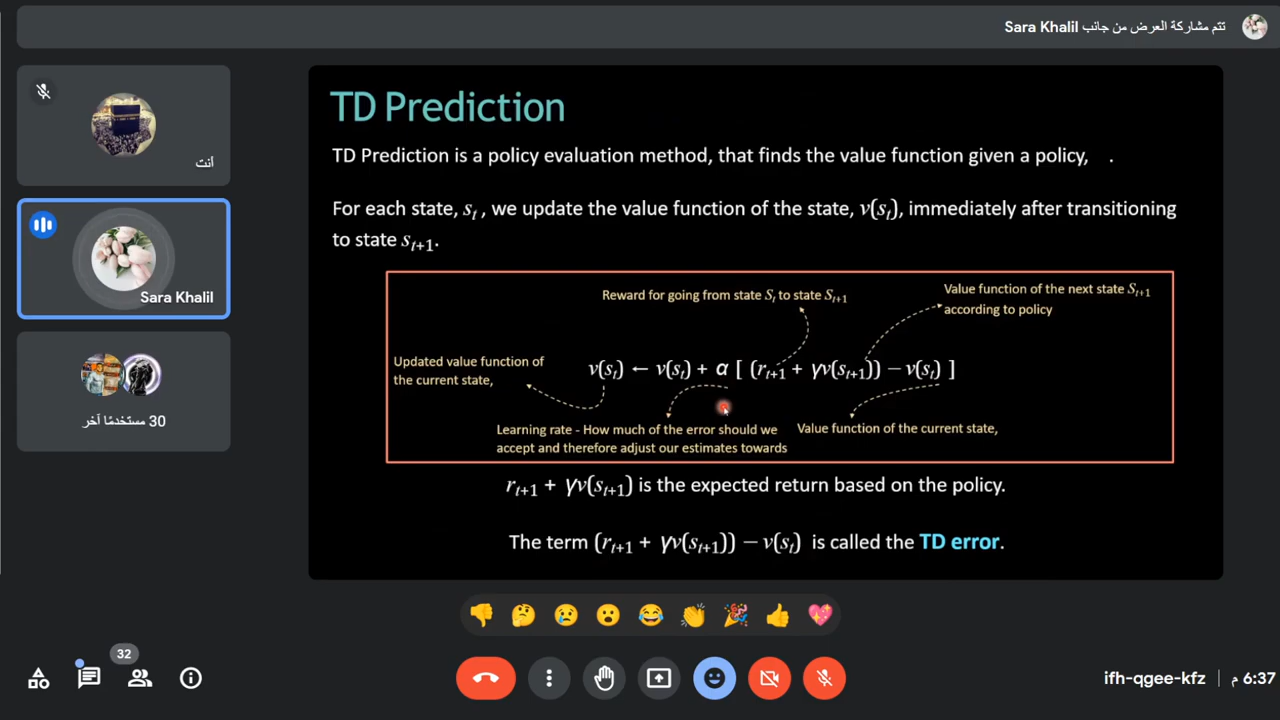 تتم مشاركة العرض من جانب Sara Khalil
أنت
Sara Khalil
30 مستخدمًا آخر
TD Prediction
TD Prediction is a policy evaluation method, that finds the value function given a policy, .
For each state, sₜ , we update the value function of the state, v(sₜ), immediately after transitioning
to state sₜ₊₁.
Reward for going from state Sₜ to state Sₜ₊₁
Value function of the next state Sₜ₊₁
according to policy
Updated value function of
the current state,
v(sₜ) ← v(sₜ) + α [ (rₜ₊₁ + γv(sₜ₊₁)) − v(sₜ) ]
Learning rate - How much of the error should we
accept and therefore adjust our estimates towards
Value function of the current state,
rₜ₊₁ + γv(sₜ₊₁) is the expected return based on the policy.
The term (rₜ₊₁ + γv(sₜ₊₁)) − v(sₜ) is called the TD error.
32
ifh-qgee-kfz
6:37 م